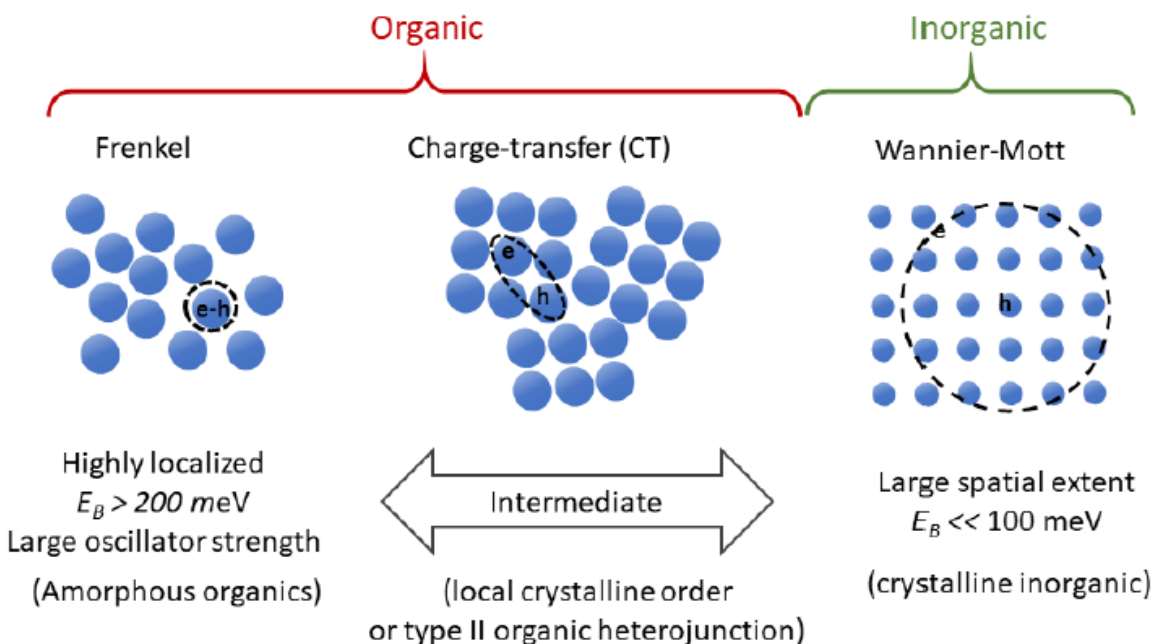 Organic
Inorganic
Frenkel
Charge-transfer (CT)
Wannier-Mott
e-h
e
h
e
h
Highly localized
E_B > 200 meV
Large oscillator strength
(Amorphous organics)
Intermediate
(local crystalline order
or type II organic heterojunction)
Large spatial extent
E_B << 100 meV
(crystalline inorganic)